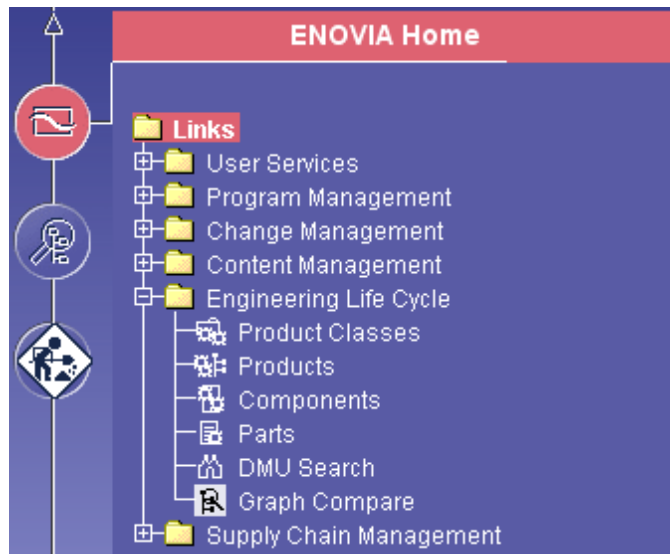 ENOVIA Home
Links
User Services
Program Management
Change Management
Content Management
Engineering Life Cycle
Product Classes
Products
Components
Parts
DMU Search
Graph Compare
Supply Chain Management